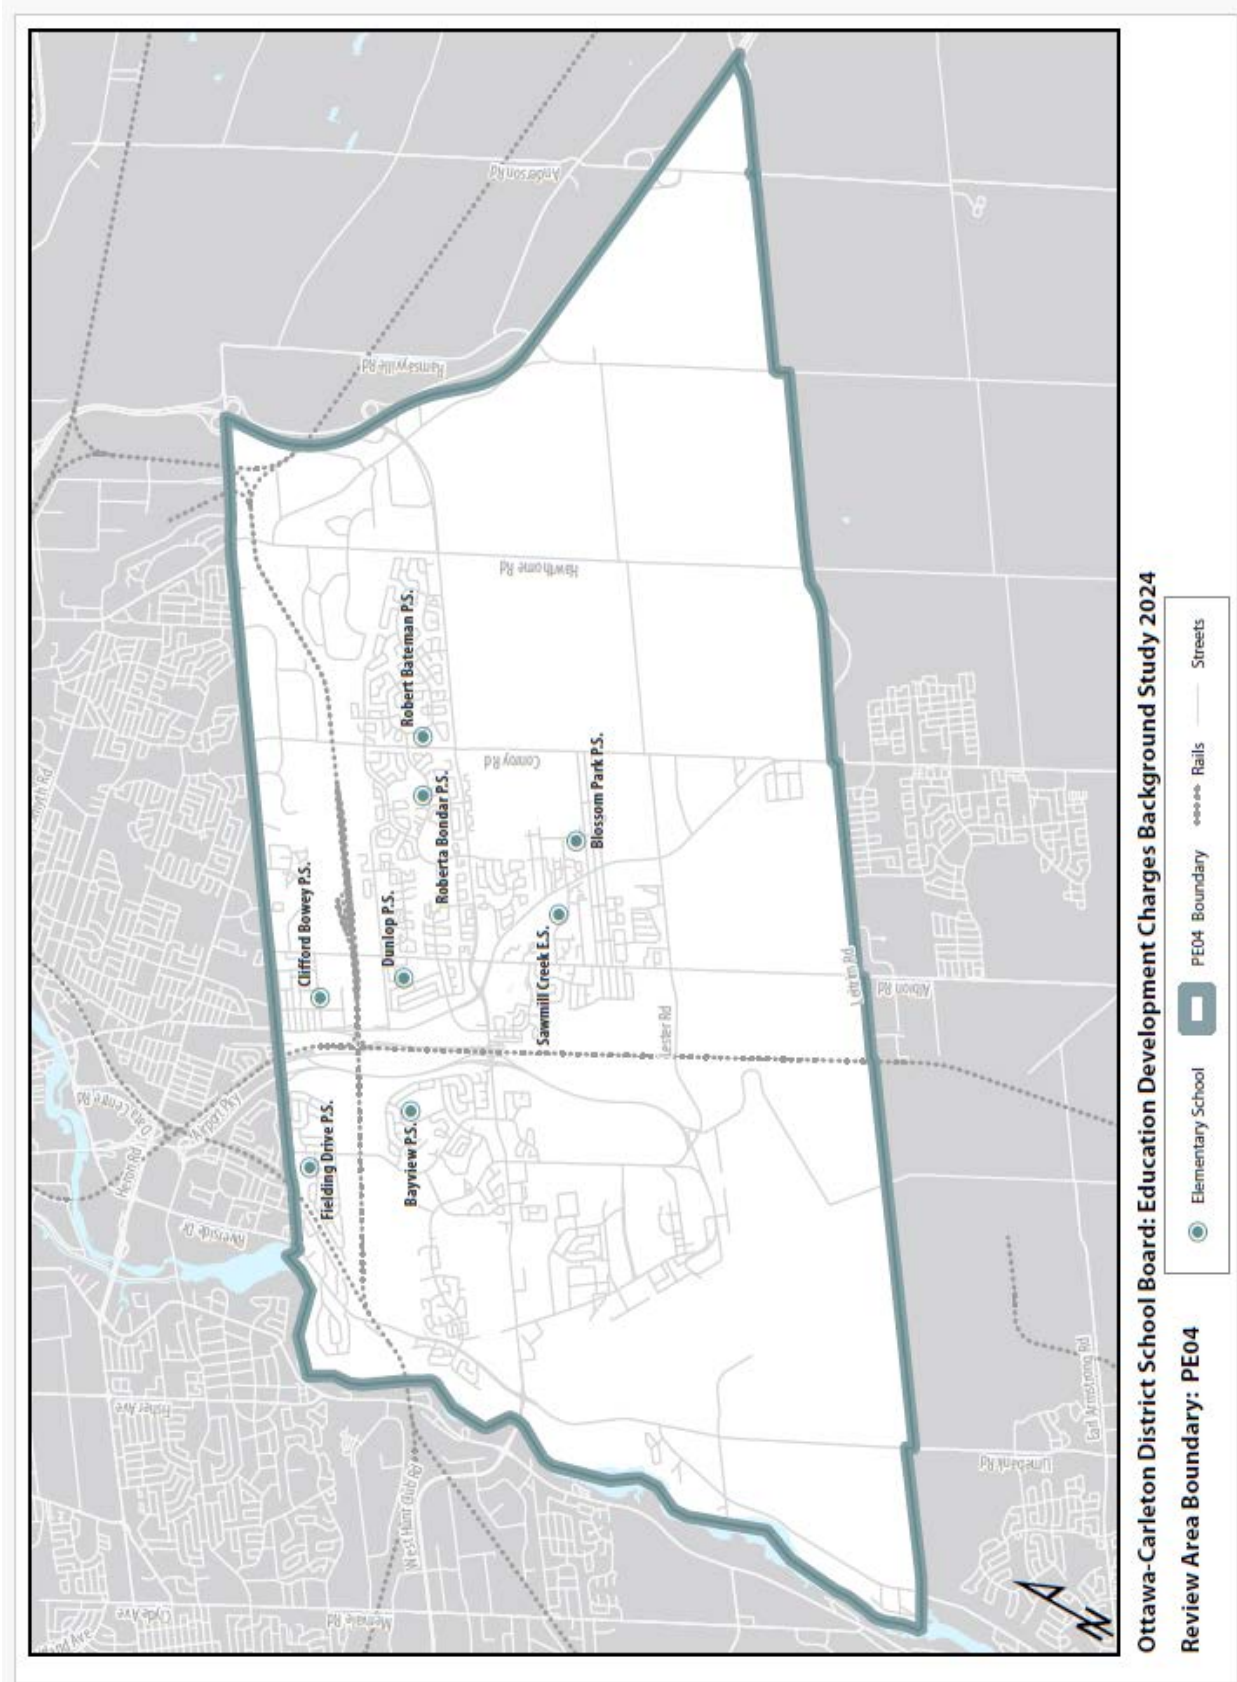 Anderson Rd
Ramsayville Rd
Hawthorne Rd
Robert Bateman P.S.
Conroy Rd
Roberta Bondar P.S.
Blossom Park P.S.
Clifford Bowey P.S.
Dunlop P.S.
Sawmill Creek E.S.
Lester Rd
Leitrim Rd
Albion Rd
Data Centre Rd
Airport Pky
Heron Rd
Riverside Dr
Fielding Drive P.S.
Bayview P.S.
Fisher Ave
West Hunt Club Rd
Merivale Rd
Clyde Ave
Limebank Rd
Earl Armstrong Rd
N
Ottawa-Carleton District School Board: Education Development Charges Background Study 2024
Review Area Boundary: PE04
Elementary School
PE04 Boundary
Rails
Streets